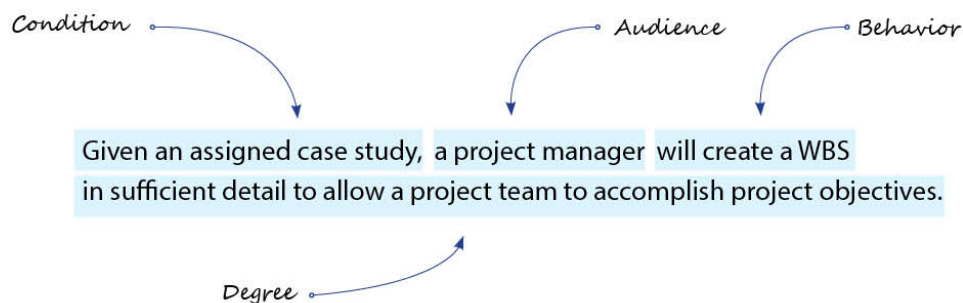 Condition
Audience
Behavior
Given an assigned case study, a project manager will create a WBS
in sufficient detail to allow a project team to accomplish project objectives.
Degree